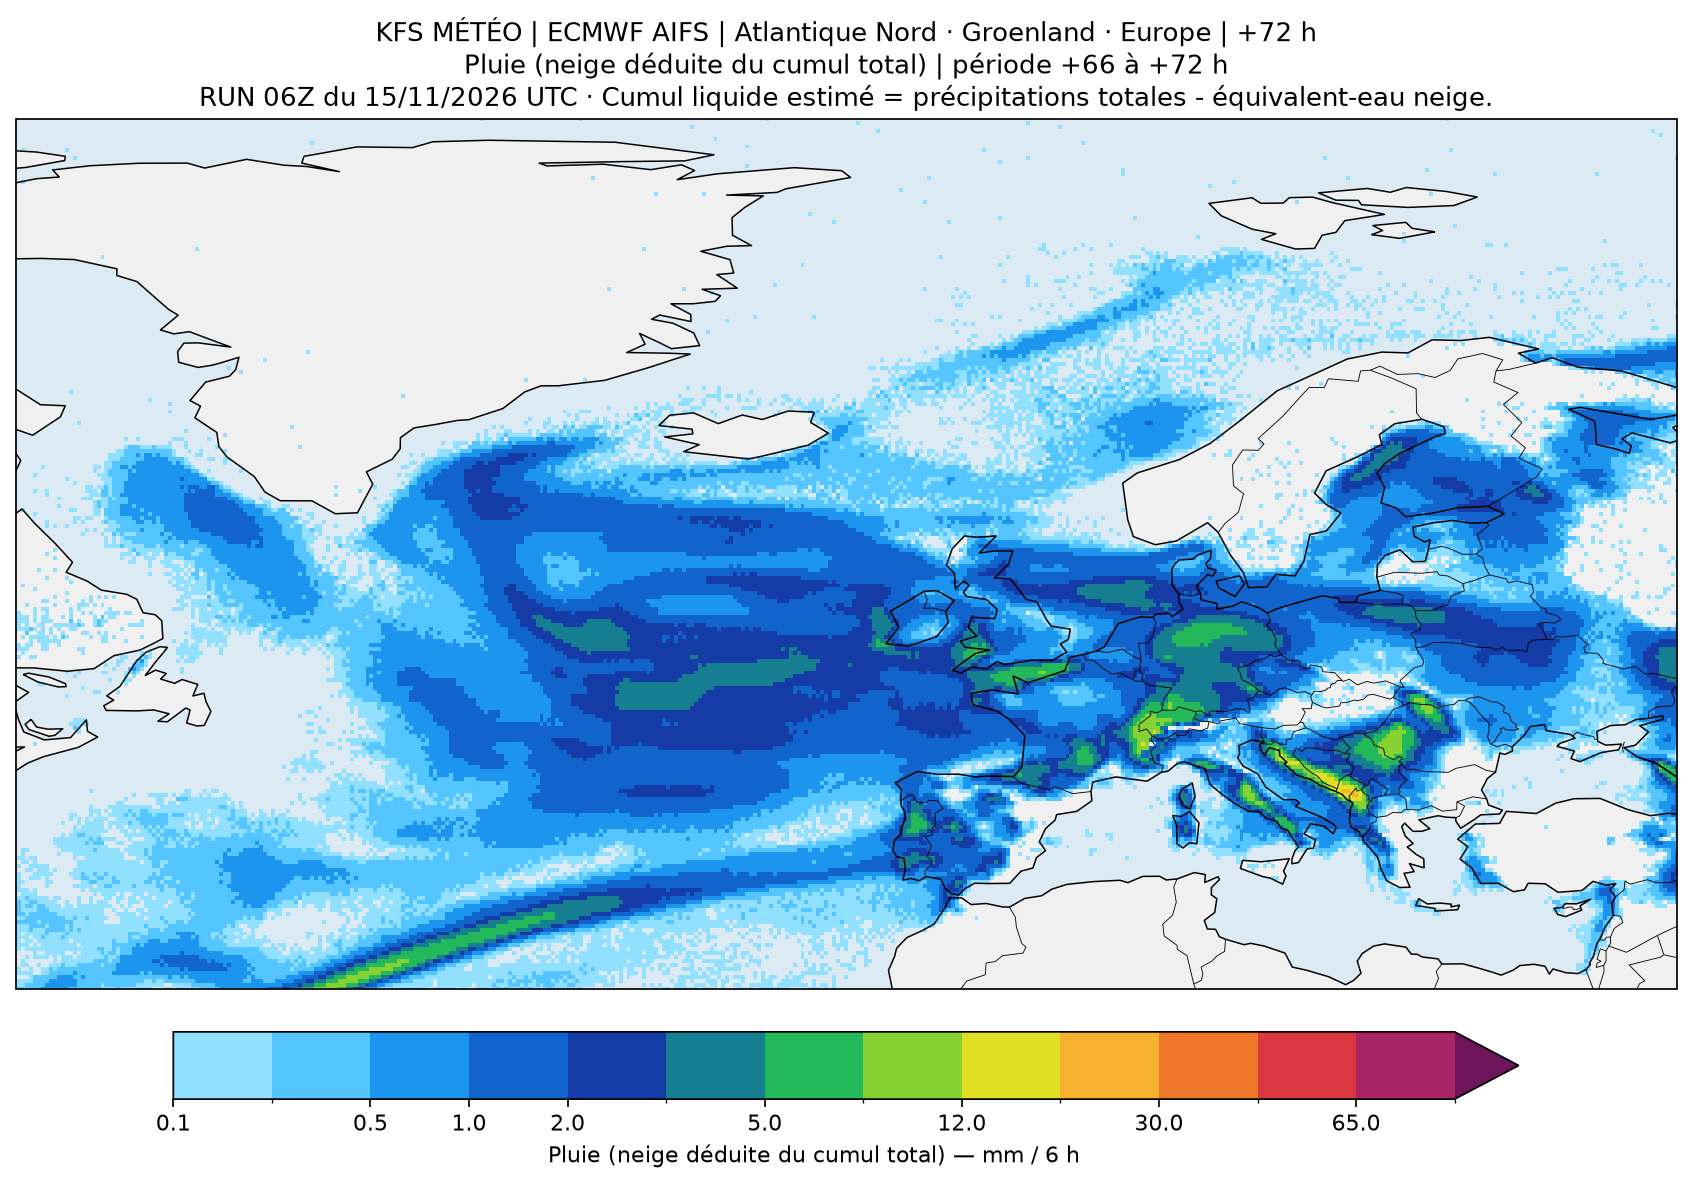 KFS MÉTÉO | ECMWF AIFS | Atlantique Nord · Groenland · Europe | +72 h
Pluie (neige déduite du cumul total) | période +66 à +72 h
RUN 06Z du 15/11/2026 UTC · Cumul liquide estimé = précipitations totales - équivalent-eau neige.
0.1 0.5 1.0 2.0 5.0 12.0 30.0 65.0
Pluie (neige déduite du cumul total) — mm / 6 h